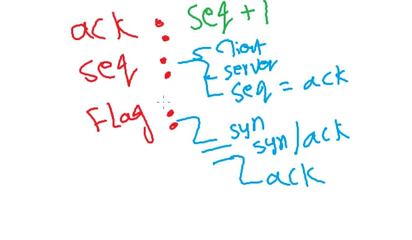 ack : seq + 1
seq : client
server
seq = ack
Flag : syn
syn/ack
ack